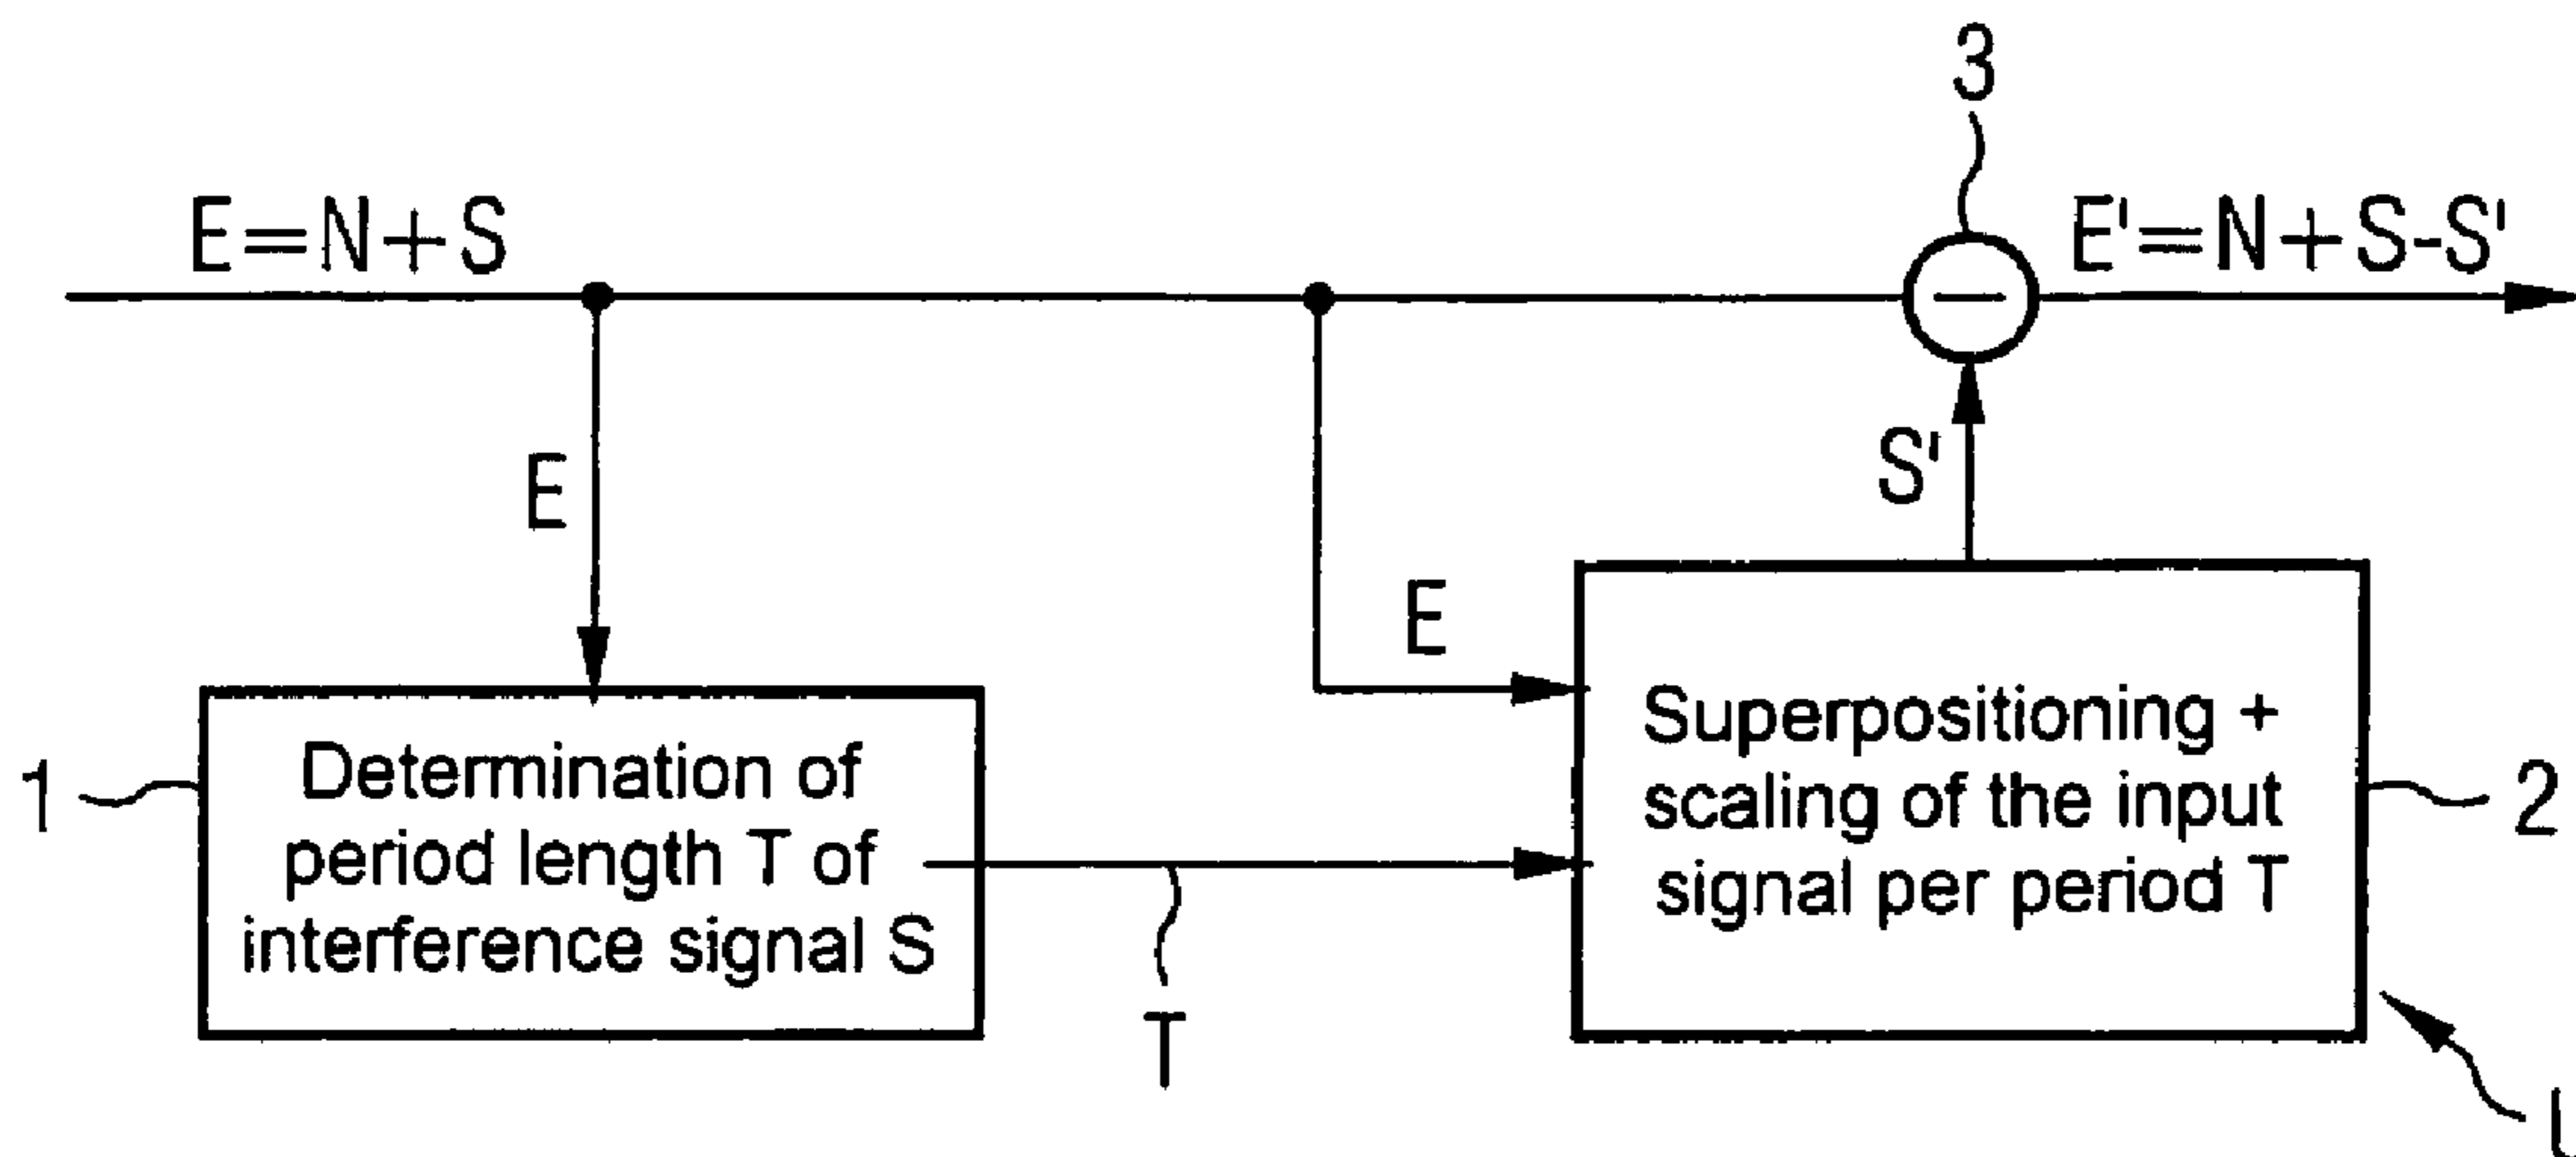 3
E=N+S
E'=N+S-S'
E
S'
E
1
Determination of
period length T of
interference signal S
Superpositioning +
scaling of the input
signal per period T
2
T